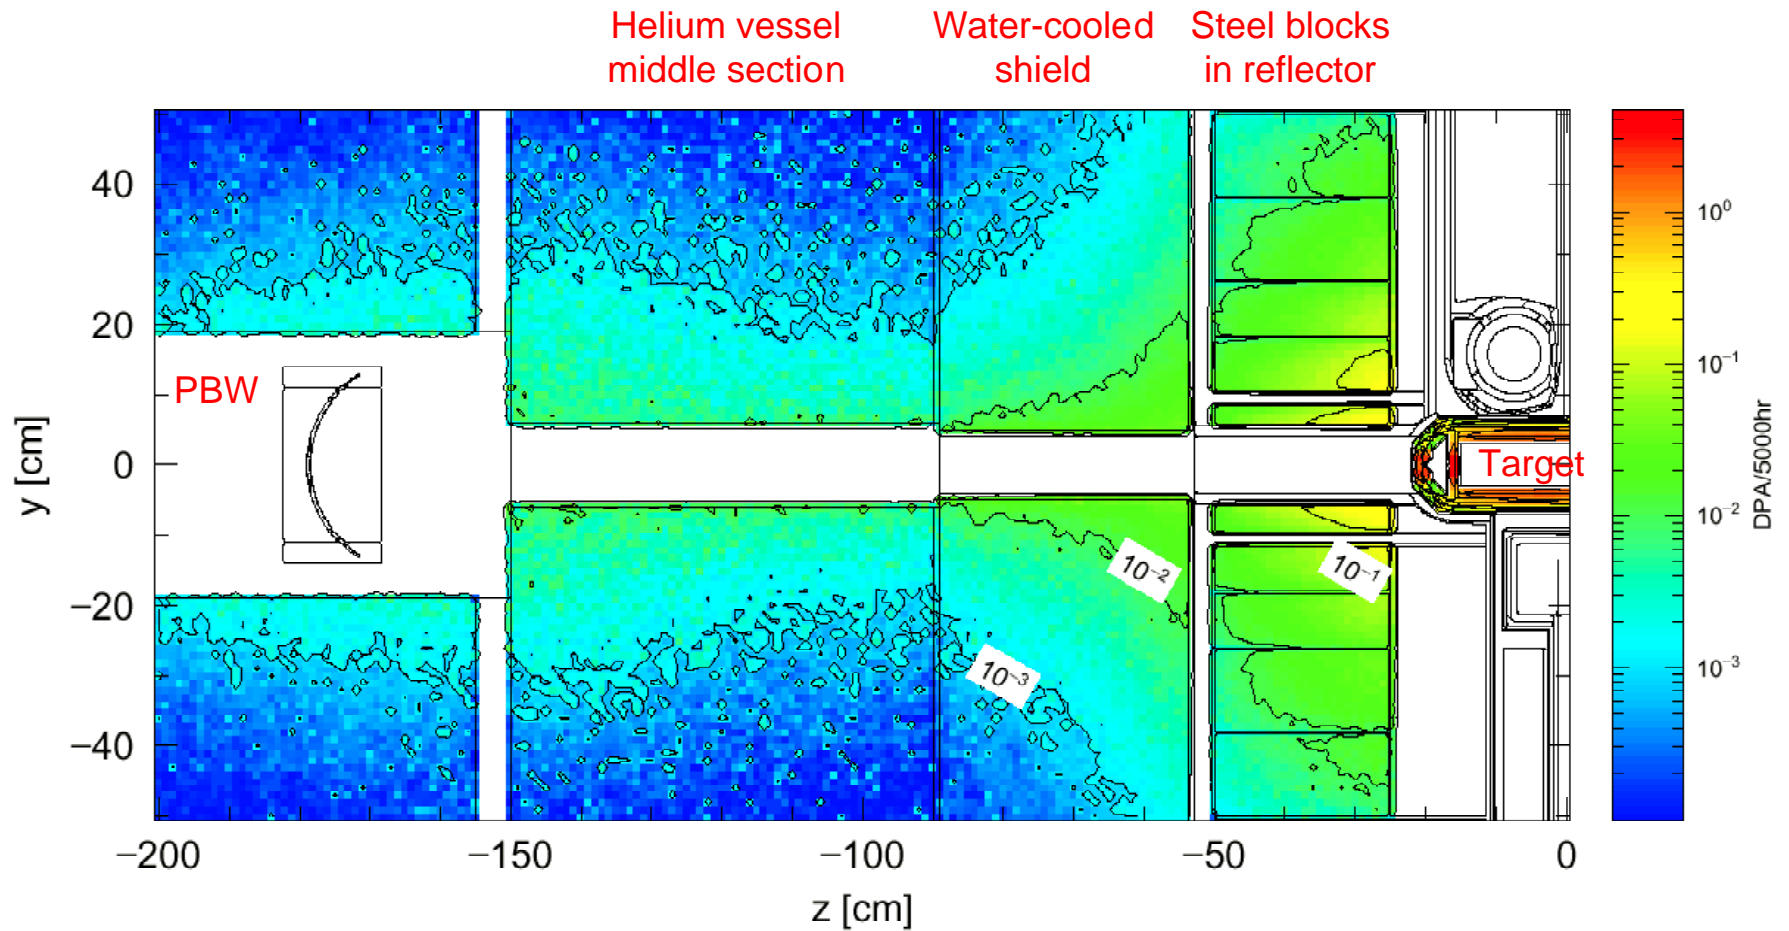 Helium vessel
middle section
Water-cooled
shield
Steel blocks
in reflector
40
20
0
−20
−40
y [cm]
PBW
Target
10⁻²
10⁻¹
10⁻³
−200
−150
−100
−50
0
z [cm]
10⁰
10⁻¹
10⁻²
10⁻³
DPA/5000hr